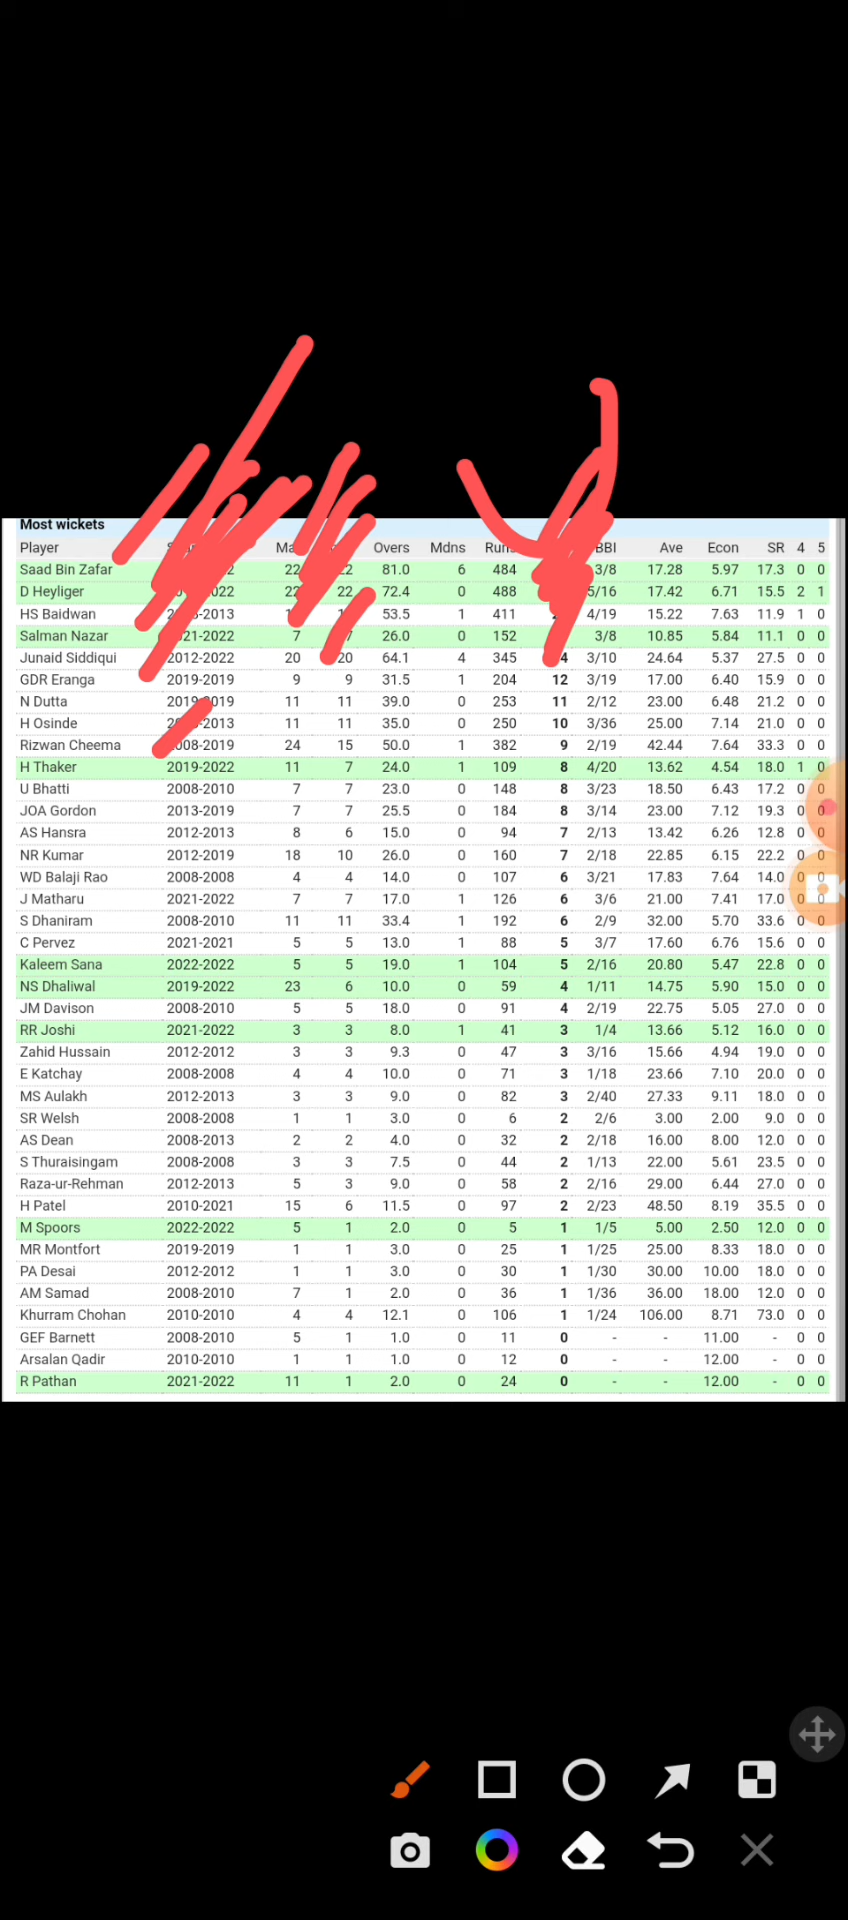 Most wickets
Player Overs Mdns BBI Ave Econ SR 4 5
Saad Bin Zafar 22 81.0 6 484 3/8 17.28 5.97 17.3 0 0
D Heyliger 22 72.4 0 488 5/16 17.42 6.71 15.5 2 1
HS Baidwan 53.5 1 411 4/19 15.22 7.63 11.9 1 0
Salman Nazar 7 26.0 0 152 3/8 10.85 5.84 11.1 0 0
Junaid Siddiqui 2012-2022 20 20 64.1 4 345 3/10 24.64 5.37 27.5 0 0
GDR Eranga 2019-2019 9 9 31.5 1 204 12 3/19 17.00 6.40 15.9 0 0
N Dutta 2019-2019 11 11 39.0 0 253 11 2/12 23.00 6.48 21.2 0 0
H Osinde 11 11 35.0 0 250 10 3/36 25.00 7.14 21.0 0 0
Rizwan Cheema 24 15 50.0 1 382 9 2/19 42.44 7.64 33.3 0 0
H Thaker 2019-2022 11 7 24.0 1 109 8 4/20 13.62 4.54 18.0 1 0
U Bhatti 2008-2010 7 7 23.0 0 148 8 3/23 18.50 6.43 17.2 0 0
JOA Gordon 2013-2019 7 7 25.5 0 184 8 3/14 23.00 7.12 19.3 0 0
AS Hansra 2012-2013 8 6 15.0 0 94 7 2/13 13.42 6.26 12.8 0 0
NR Kumar 2012-2019 18 10 26.0 0 160 7 2/18 22.85 6.15 22.2 0 0
WD Balaji Rao 2008-2008 4 4 14.0 0 107 6 3/21 17.83 7.64 14.0 0 0
J Matharu 2021-2022 7 7 17.0 1 126 6 3/6 21.00 7.41 17.0 0 0
S Dhaniram 2008-2010 11 11 33.4 1 192 6 2/9 32.00 5.70 33.6 0 0
C Pervez 2021-2021 5 5 13.0 1 88 5 3/7 17.60 6.76 15.6 0 0
Kaleem Sana 2022-2022 5 5 19.0 1 104 5 2/16 20.80 5.47 22.8 0 0
NS Dhaliwal 2019-2022 23 6 10.0 0 59 4 1/11 14.75 5.90 15.0 0 0
JM Davison 2008-2010 5 5 18.0 0 91 4 2/19 22.75 5.05 27.0 0 0
RR Joshi 2021-2022 3 3 8.0 1 41 3 1/4 13.66 5.12 16.0 0 0
Zahid Hussain 2012-2012 3 3 9.3 0 47 3 3/16 15.66 4.94 19.0 0 0
E Katchay 2008-2008 4 4 10.0 0 71 3 1/18 23.66 7.10 20.0 0 0
MS Aulakh 2012-2013 3 3 9.0 0 82 3 2/40 27.33 9.11 18.0 0 0
SR Welsh 2008-2008 1 1 3.0 0 6 2 2/6 3.00 2.00 9.0 0 0
AS Dean 2008-2013 2 2 4.0 0 32 2 2/18 16.00 8.00 12.0 0 0
S Thuraisingam 2008-2008 3 3 7.5 0 44 2 1/13 22.00 5.61 23.5 0 0
Raza-ur-Rehman 2012-2013 5 3 9.0 0 58 2 2/16 29.00 6.44 27.0 0 0
H Patel 2010-2021 15 6 11.5 0 97 2 2/23 48.50 8.19 35.5 0 0
M Spoors 2022-2022 5 1 2.0 0 5 1 1/5 5.00 2.50 12.0 0 0
MR Montfort 2019-2019 1 1 3.0 0 25 1 1/25 25.00 8.33 18.0 0 0
PA Desai 2012-2012 1 1 3.0 0 30 1 1/30 30.00 10.00 18.0 0 0
AM Samad 2008-2010 7 1 2.0 0 36 1 1/36 36.00 18.00 12.0 0 0
Khurram Chohan 2010-2010 4 4 12.1 0 106 1 1/24 106.00 8.71 73.0 0 0
GEF Barnett 2008-2010 5 1 1.0 0 11 0 - - 11.00 - 0 0
Arsalan Qadir 2010-2010 1 1 1.0 0 12 0 - - 12.00 - 0 0
R Pathan 2021-2022 11 1 2.0 0 24 0 - - 12.00 - 0 0